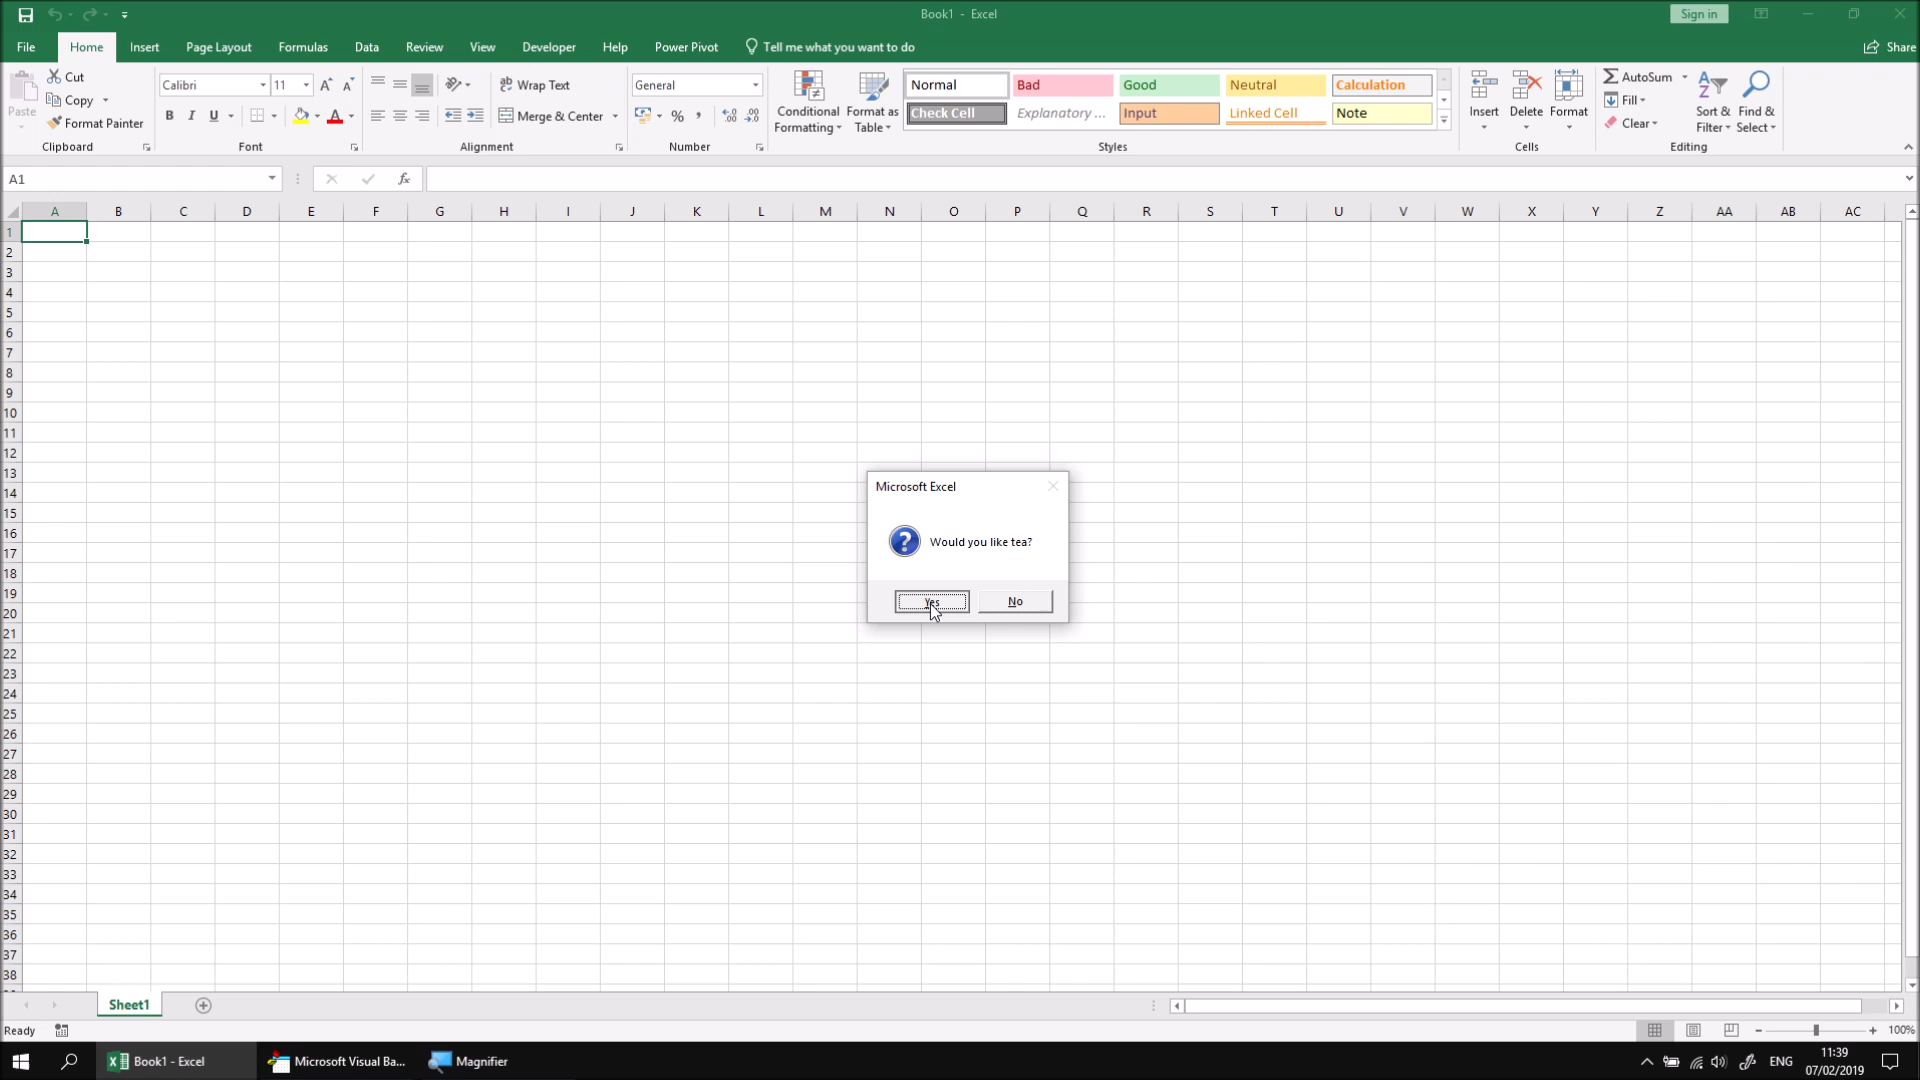 Book1 - Excel
Sign in
File Home Insert Page Layout Formulas Data Review View Developer Help Power Pivot Tell me what you want to do Share
Paste
Cut
Copy
Format Painter
Clipboard
Calibri 11
B I U
Font
Wrap Text
Merge & Center
Alignment
General
%
Number
Conditional Formatting
Format as Table
Normal Bad Good Neutral Calculation
Check Cell Explanatory ... Input Linked Cell Note
Styles
Insert Delete Format
Cells
AutoSum
Fill
Clear
Sort & Filter
Find & Select
Editing
A1
fx
A B C D E F G H I J K L M N O P Q R S T U V W X Y Z AA AB AC
1
2
3
4
5
6
7
8
9
10
11
12
13
14
15
16
17
18
19
20
21
22
23
24
25
26
27
28
29
30
31
32
33
34
35
36
37
38
Microsoft Excel
Would you like tea?
Yes No
Sheet1
Ready
100%
Book1 - Excel Microsoft Visual Ba... Magnifier
ENG
11:39
07/02/2019